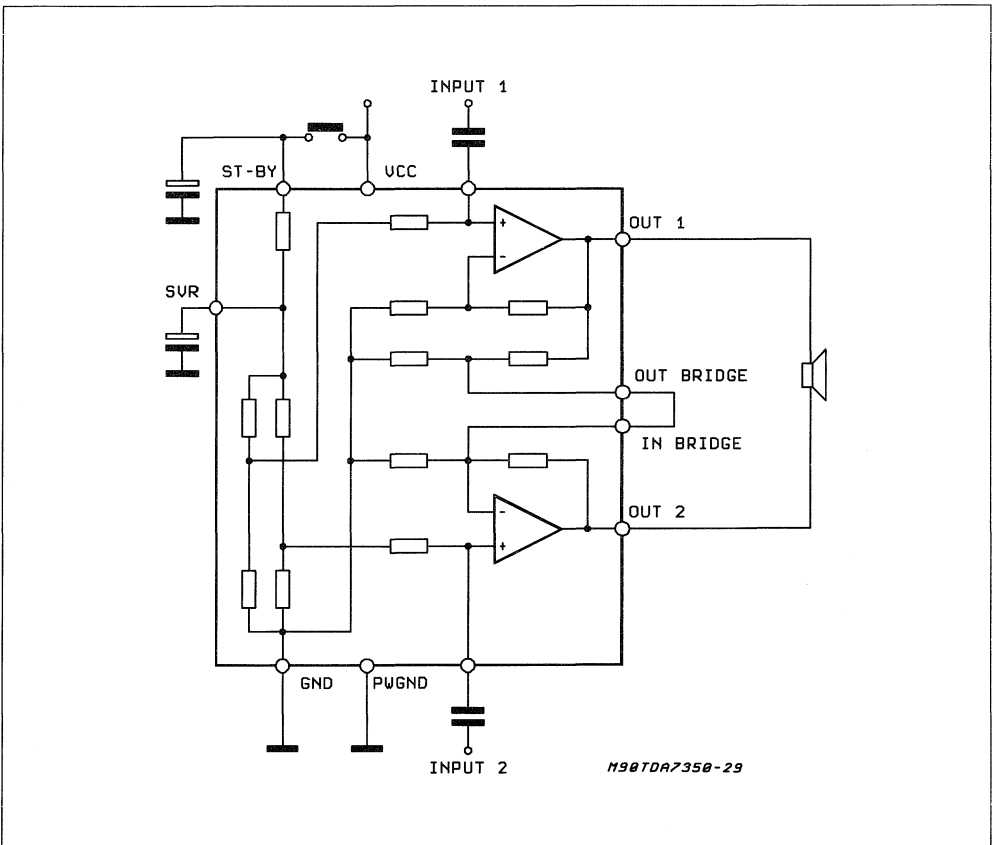 INPUT 1
ST-BY
VCC
+
-
OUT 1
SVR
OUT BRIDGE
IN BRIDGE
-
OUT 2
+
GND
PWGND
INPUT 2
M90TDA7350-29